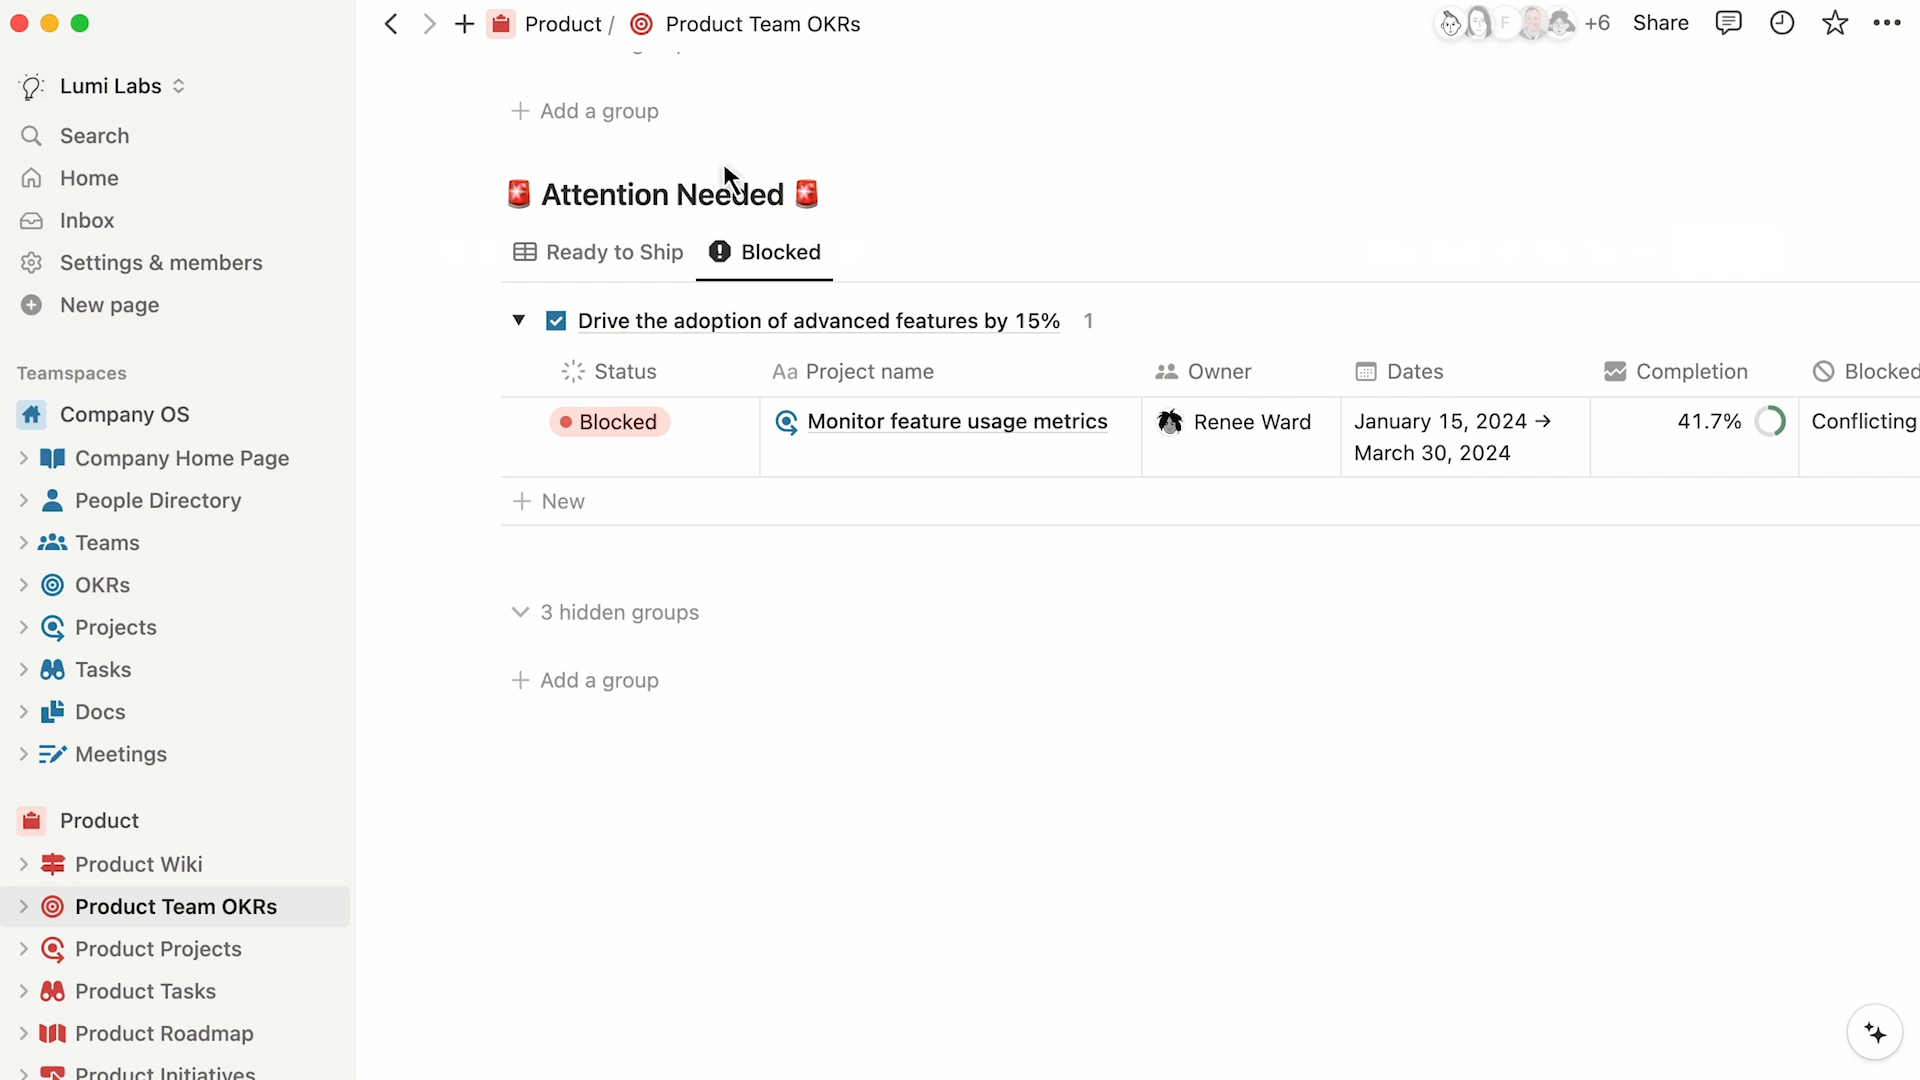 Product / Product Team OKRs
F +6 Share
Lumi Labs
Search
Home
Inbox
Settings & members
New page
Teamspaces
Company OS
Company Home Page
People Directory
Teams
OKRs
Projects
Tasks
Docs
Meetings
Product
Product Wiki
Product Team OKRs
Product Projects
Product Tasks
Product Roadmap
Product Initiatives
Add a group
Attention Needed
Ready to Ship Blocked
Drive the adoption of advanced features by 15% 1
Status Aa Project name Owner Dates Completion Blocked
Blocked Monitor feature usage metrics Renee Ward January 15, 2024 → 41.7% Conflicting
March 30, 2024
New
3 hidden groups
Add a group